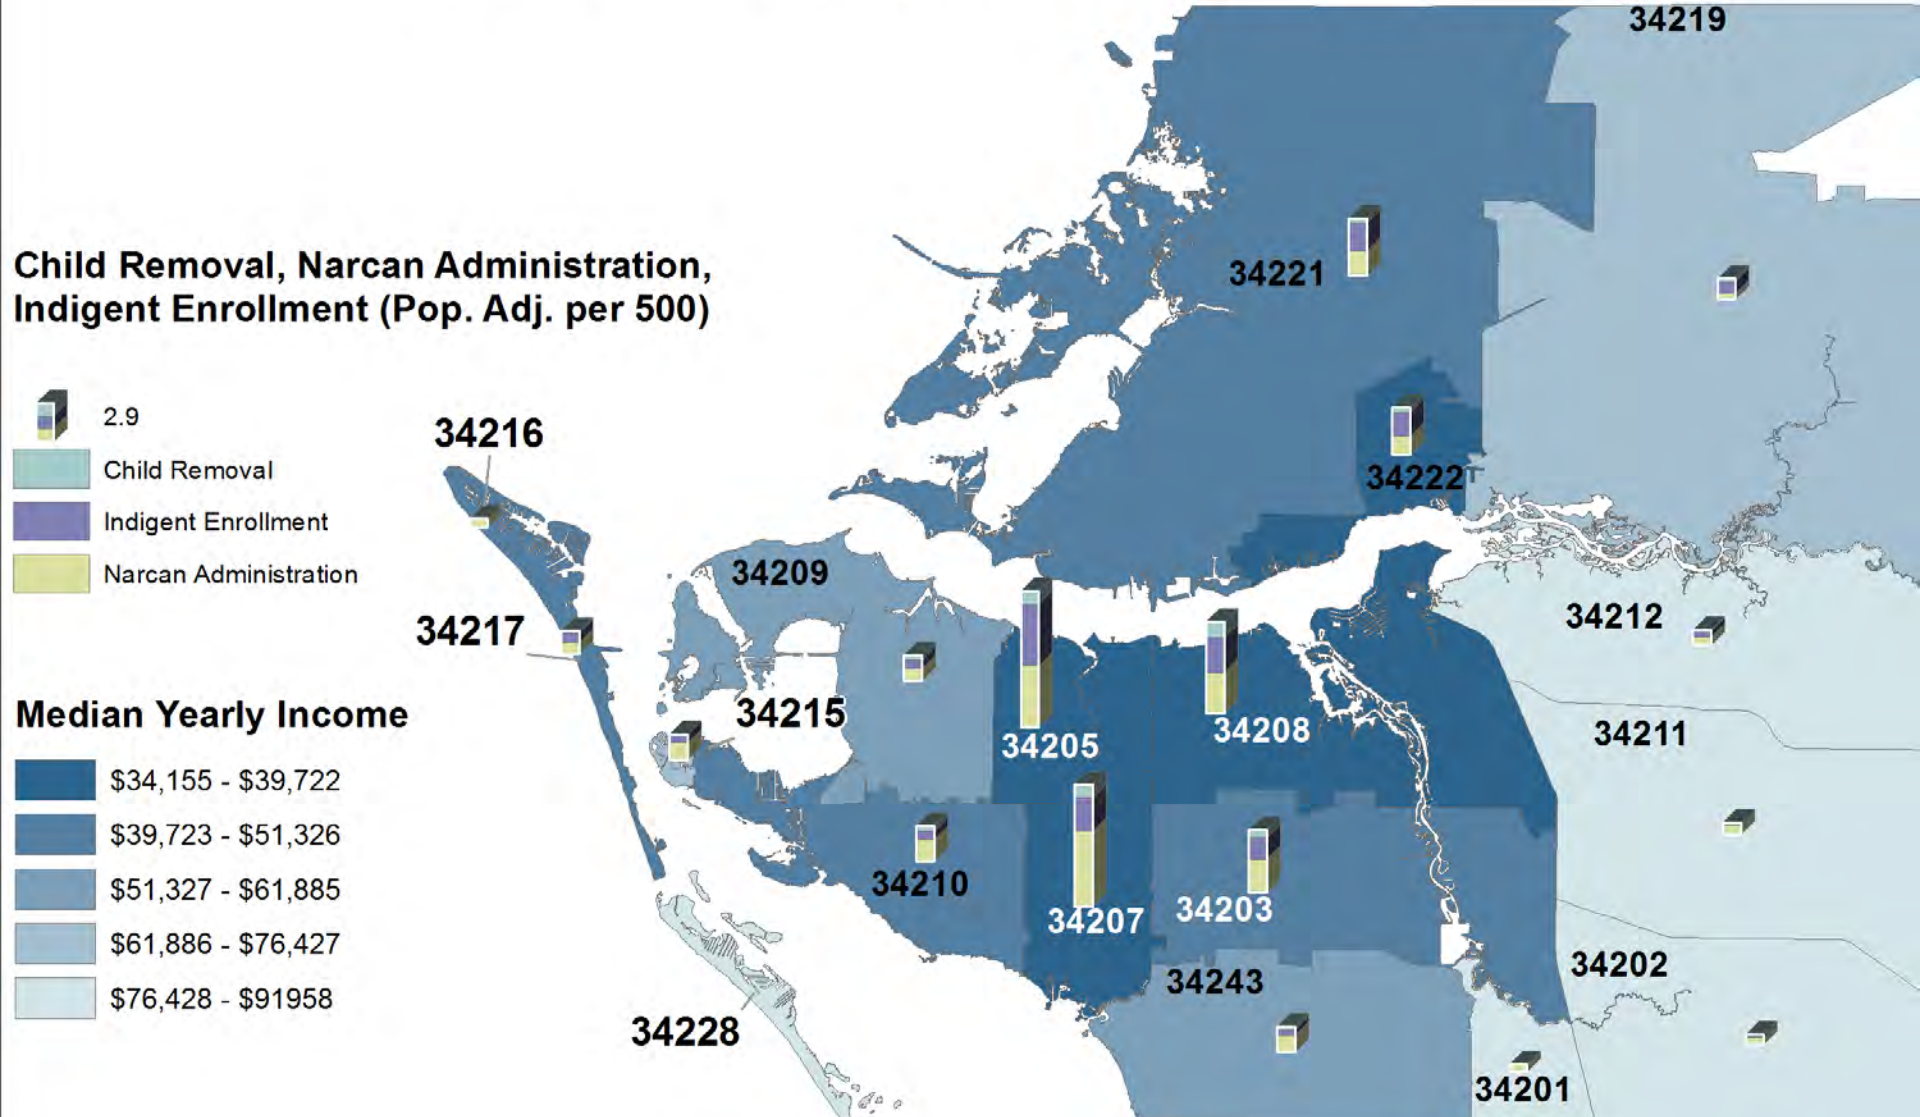 34219
Child Removal, Narcan Administration,
Indigent Enrollment (Pop. Adj. per 500)
34221
2.9
34216
Child Removal
34222
Indigent Enrollment
Narcan Administration
34209
34212
34217
34215
34205
34208
34211
Median Yearly Income
$34,155 - $39,722
$39,723 - $51,326
34210
34207
34203
$51,327 - $61,885
$61,886 - $76,427
34202
34243
$76,428 - $91958
34228
34201